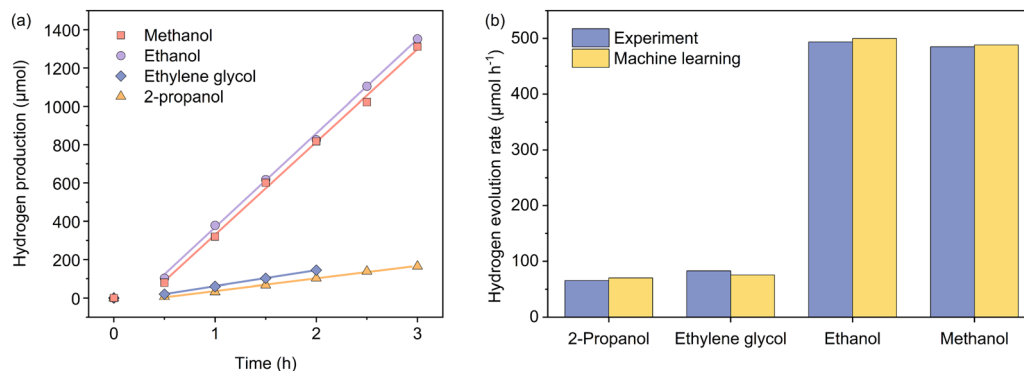 (a)
Methanol
Ethanol
Ethylene glycol
2-propanol
Hydrogen production (μmol)
1400
1200
1000
800
600
400
200
0
0 1 2 3
Time (h)
(b)
Experiment
Machine learning
Hydrogen evolution rate (μmol h⁻¹)
500
400
300
200
100
0
2-Propanol Ethylene glycol Ethanol Methanol